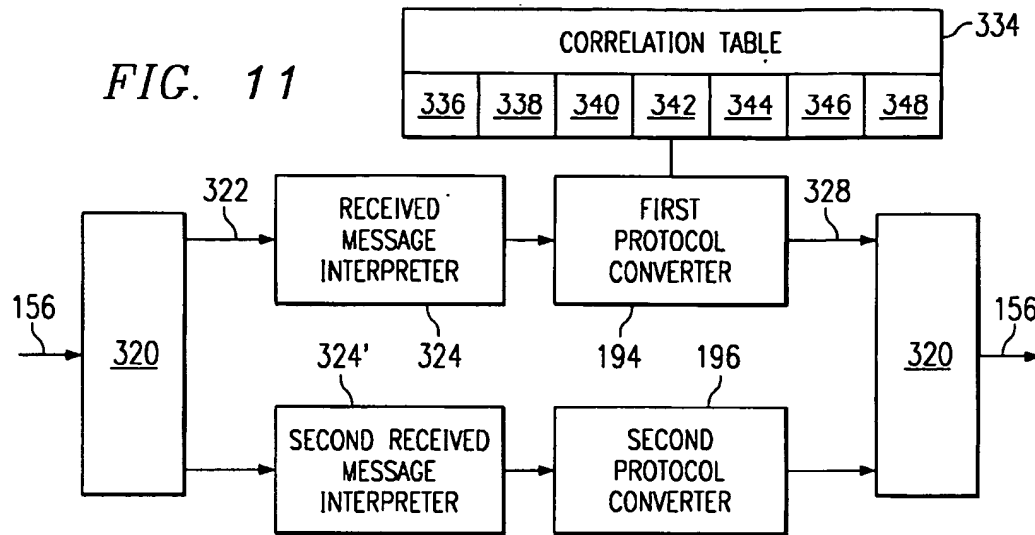 334
CORRELATION TABLE
FIG. 11
336 338 340 342 344 346 348
322
RECEIVED
MESSAGE
INTERPRETER
FIRST
PROTOCOL
CONVERTER
328
156
320
324'
324
194
196
320
156
SECOND RECEIVED
MESSAGE
INTERPRETER
SECOND
PROTOCOL
CONVERTER